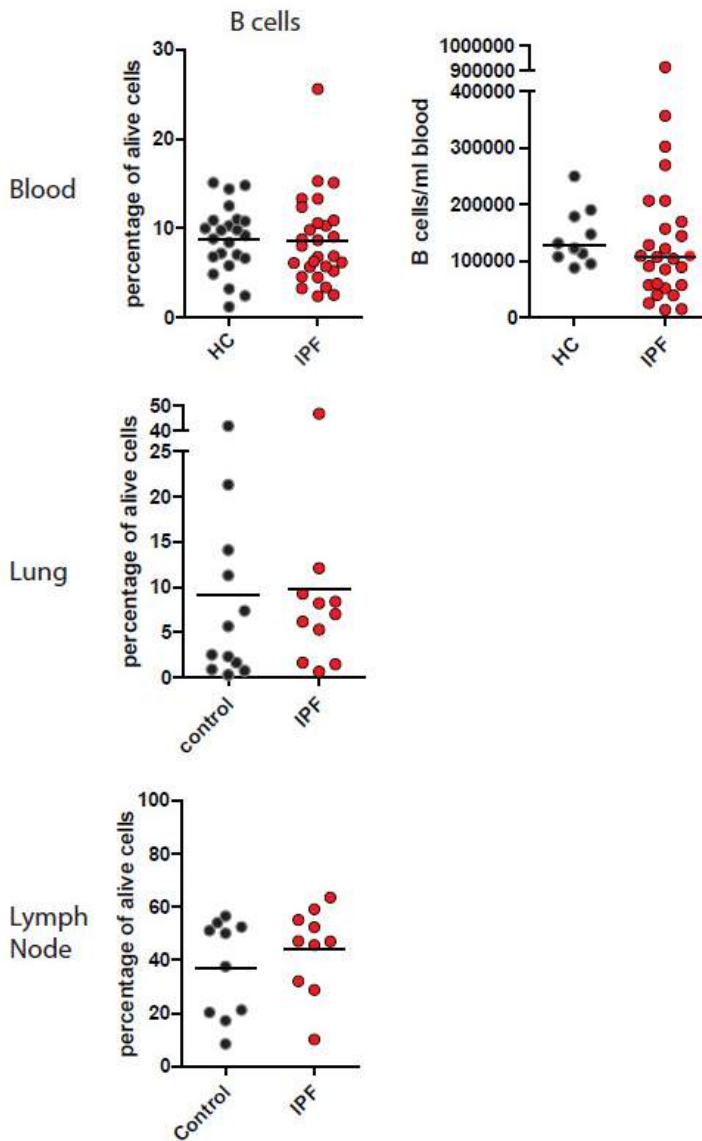 B cells
Blood
percentage of alive cells
30
20
10
0
HC
IPF
B cells/ml blood
1000000
900000
400000
300000
200000
100000
0
HC
IPF
Lung
percentage of alive cells
50
40
25
20
15
10
5
0
control
IPF
Lymph
Node
percentage of alive cells
100
80
60
40
20
0
Control
IPF